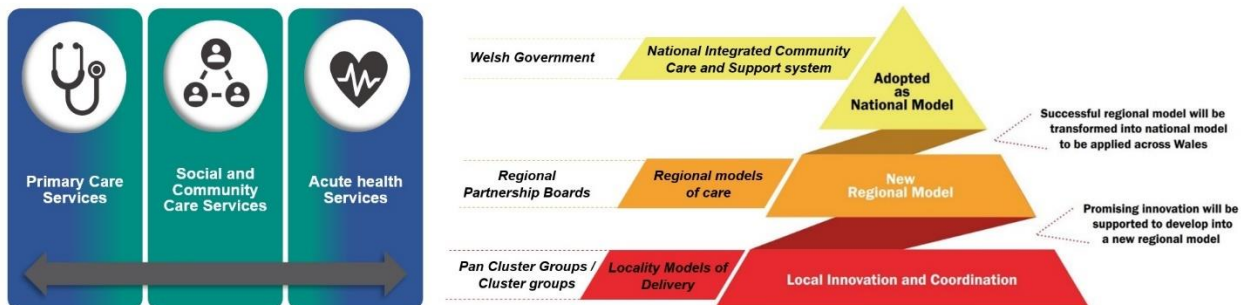 Primary Care
Services
Social and
Community
Care Services
Acute health
Services
Welsh Government
National Integrated Community
Care and Support system
Adopted
as
National Model
Successful regional model will be
transformed into national model
to be applied across Wales
Regional
Partnership Boards
Regional models
of care
New
Regional Model
Promising innovation will be
supported to develop into
a new regional model
Pan Cluster Groups /
Cluster groups
Locality Models of
Delivery
Local Innovation and Coordination